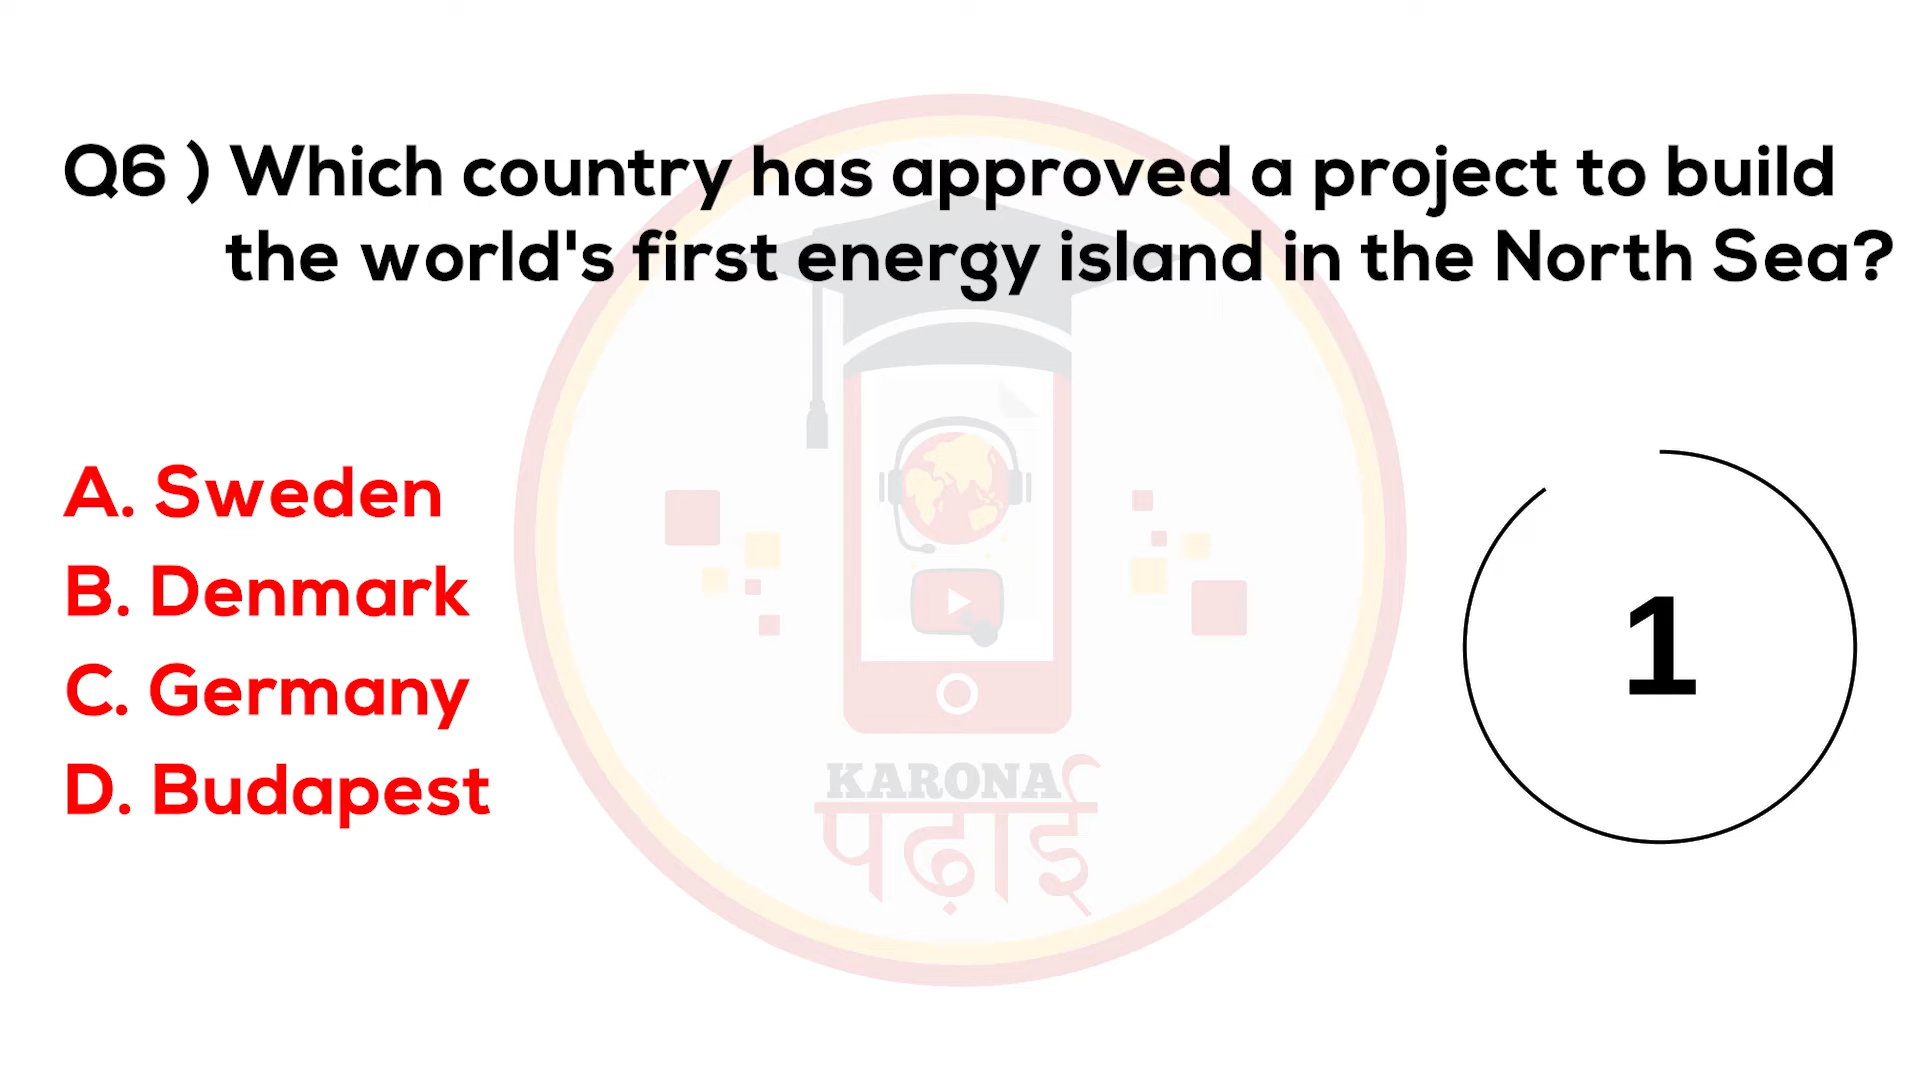 Q6 ) Which country has approved a project to build
the world's first energy island in the North Sea?
A. Sweden
B. Denmark
C. Germany
D. Budapest
1
KARONA
पढ़ाई